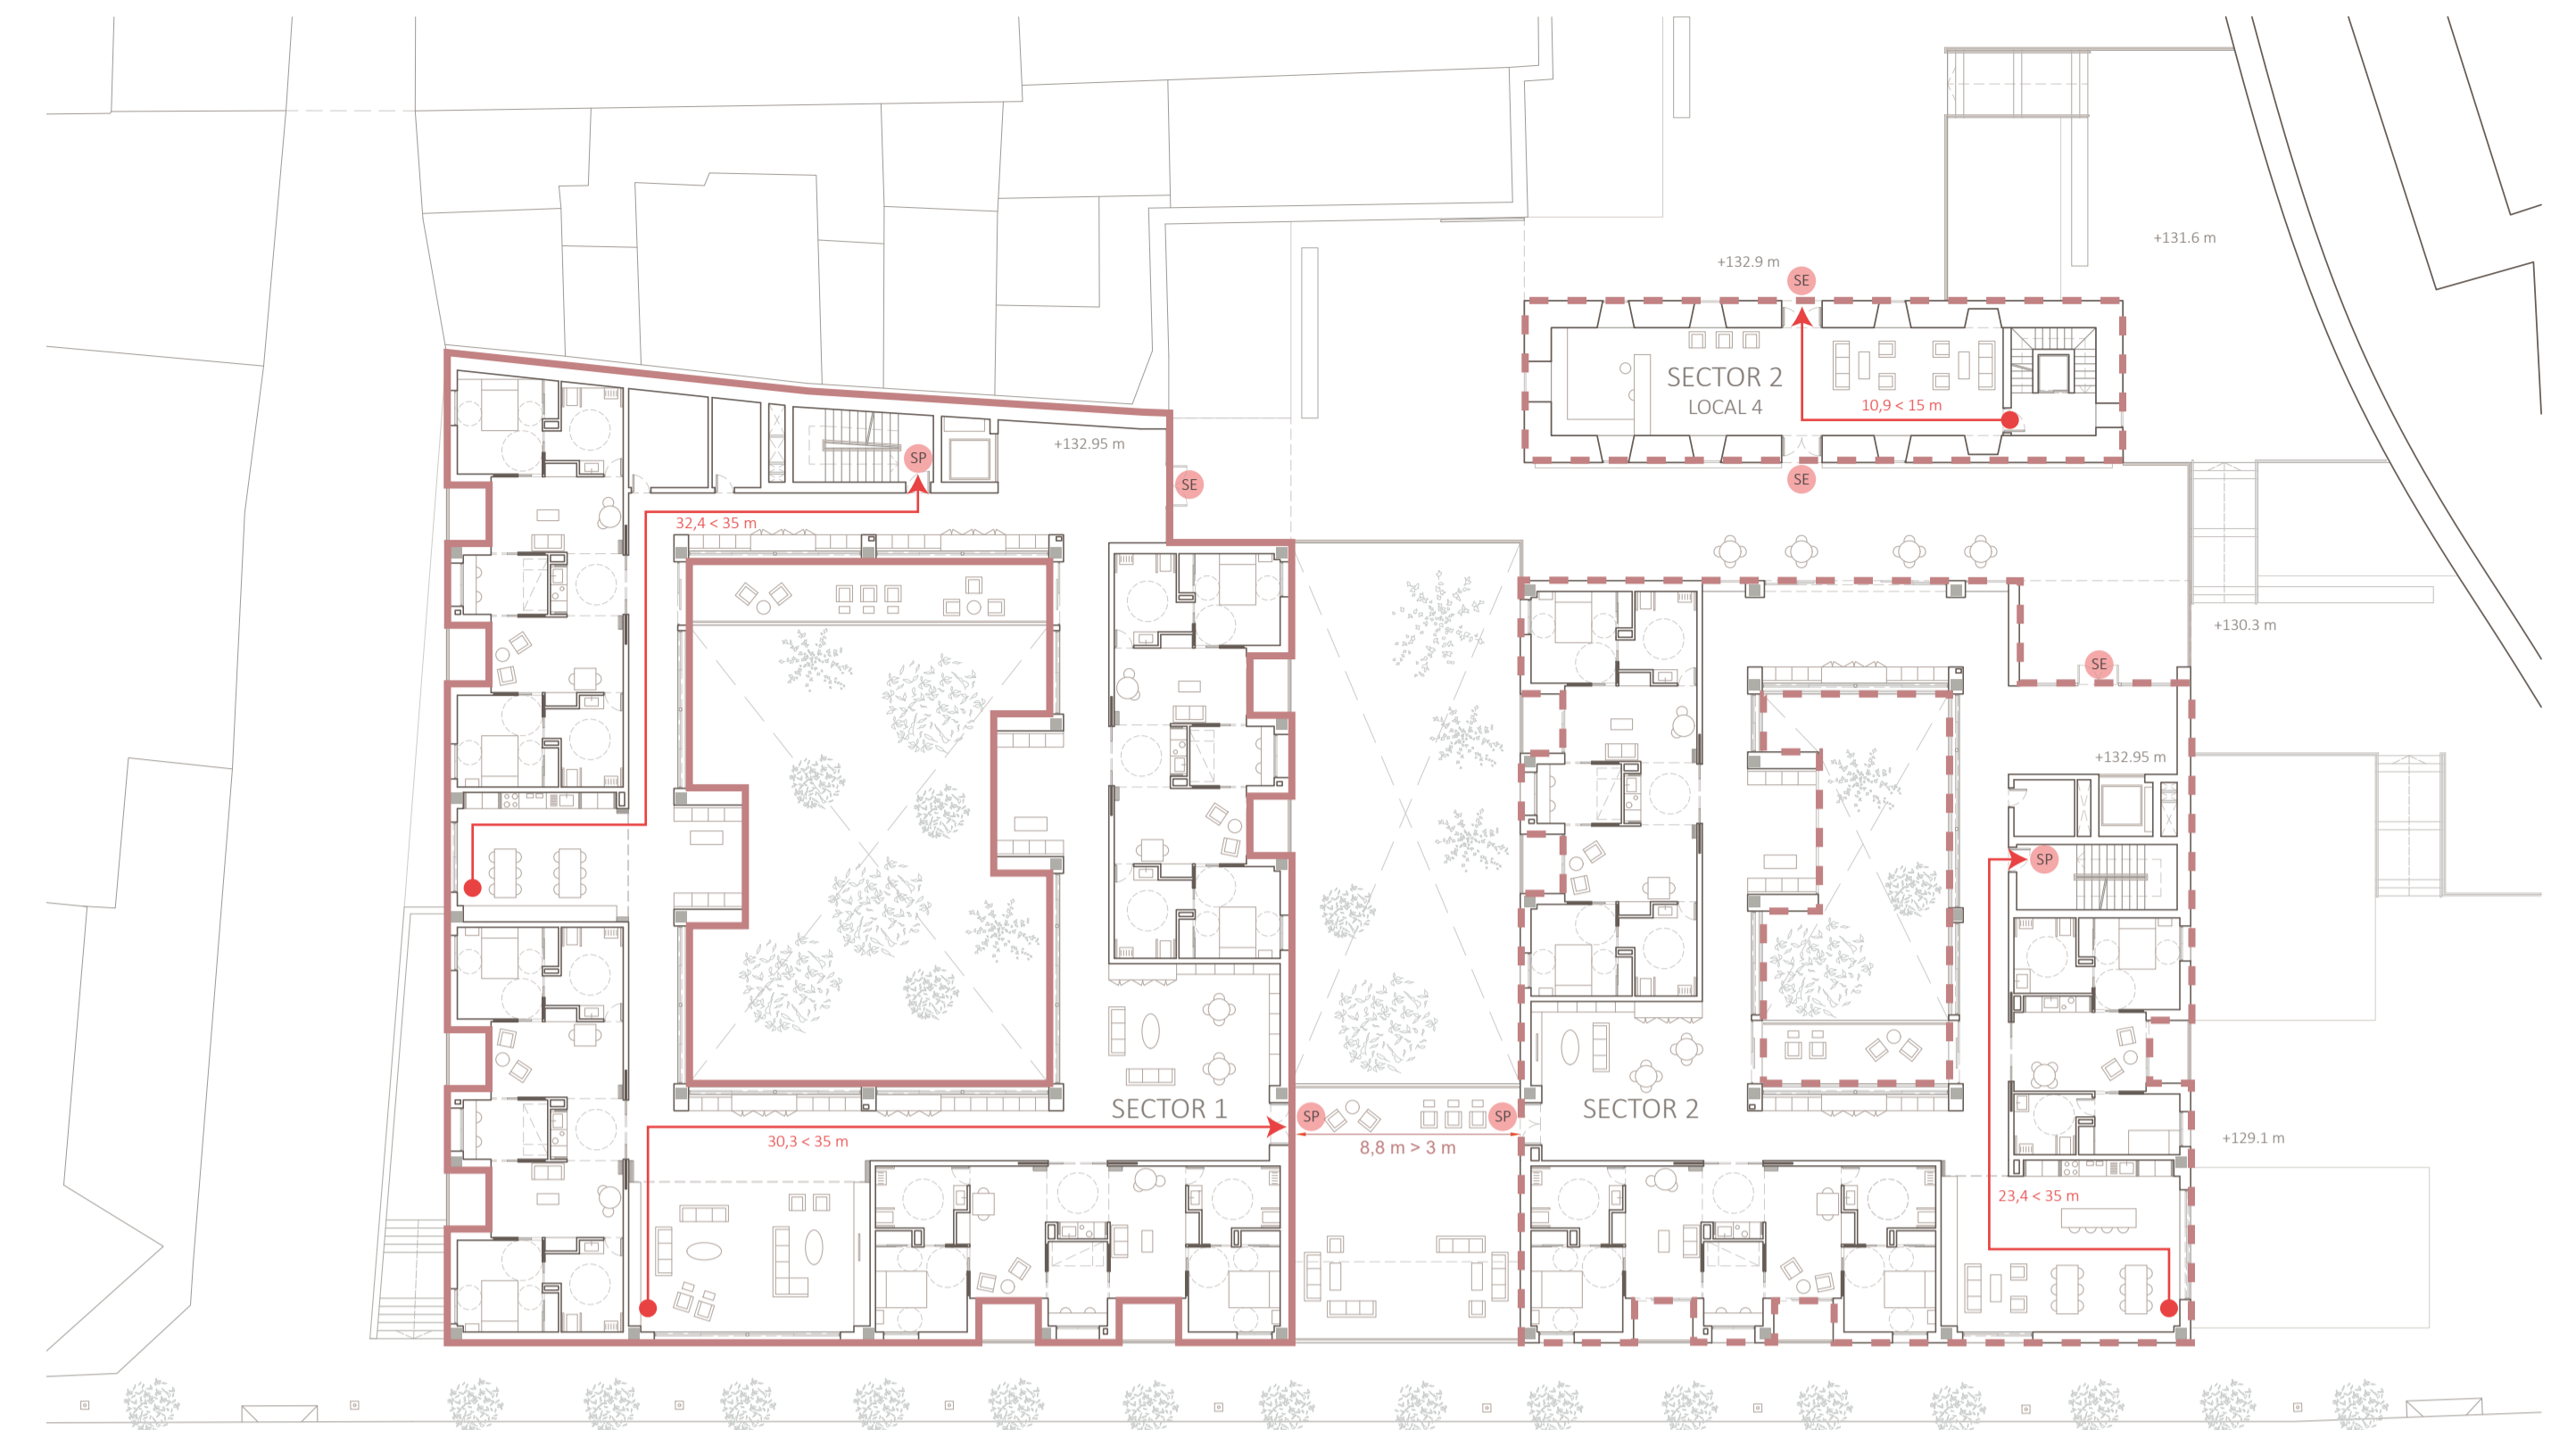 +131.6 m
+132.9 m
SE
SECTOR 2
LOCAL 4
10,9 < 15 m
+132.95 m
SP
SE
SE
32,4 < 35 m
+130.3 m
SE
+132.95 m
SP
SECTOR 1
SP
SP
SECTOR 2
30,3 < 35 m
8,8 m > 3 m
+129.1 m
23,4 < 35 m